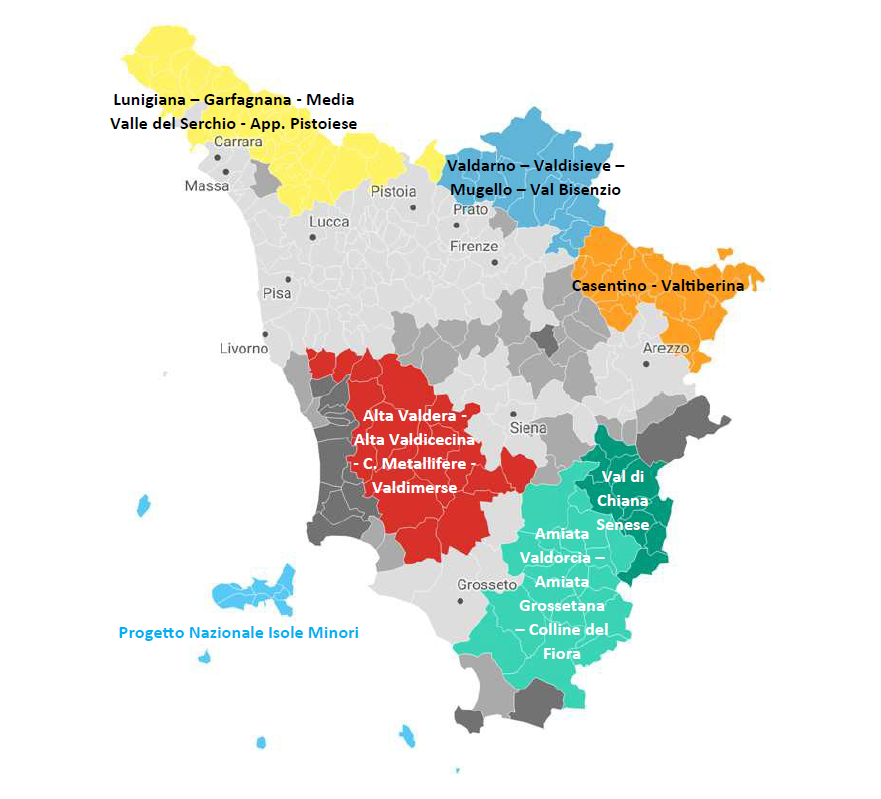 Lunigiana – Garfagnana - Media
Valle del Serchio - App. Pistoiese
Carrara
Massa
Valdarno – Valdisieve –
Mugello – Val Bisenzio
Pistoia
Prato
Lucca
Firenze
Casentino - Valtiberina
Pisa
Livorno
Arezzo
Alta Valdera -
Alta Valdicecina
- C. Metallifere -
Valdimerse
Siena
Val di
Chiana
Senese
Amiata
Valdorcia –
Amiata
Grossetana
– Colline del
Fiora
Grosseto
Progetto Nazionale Isole Minori